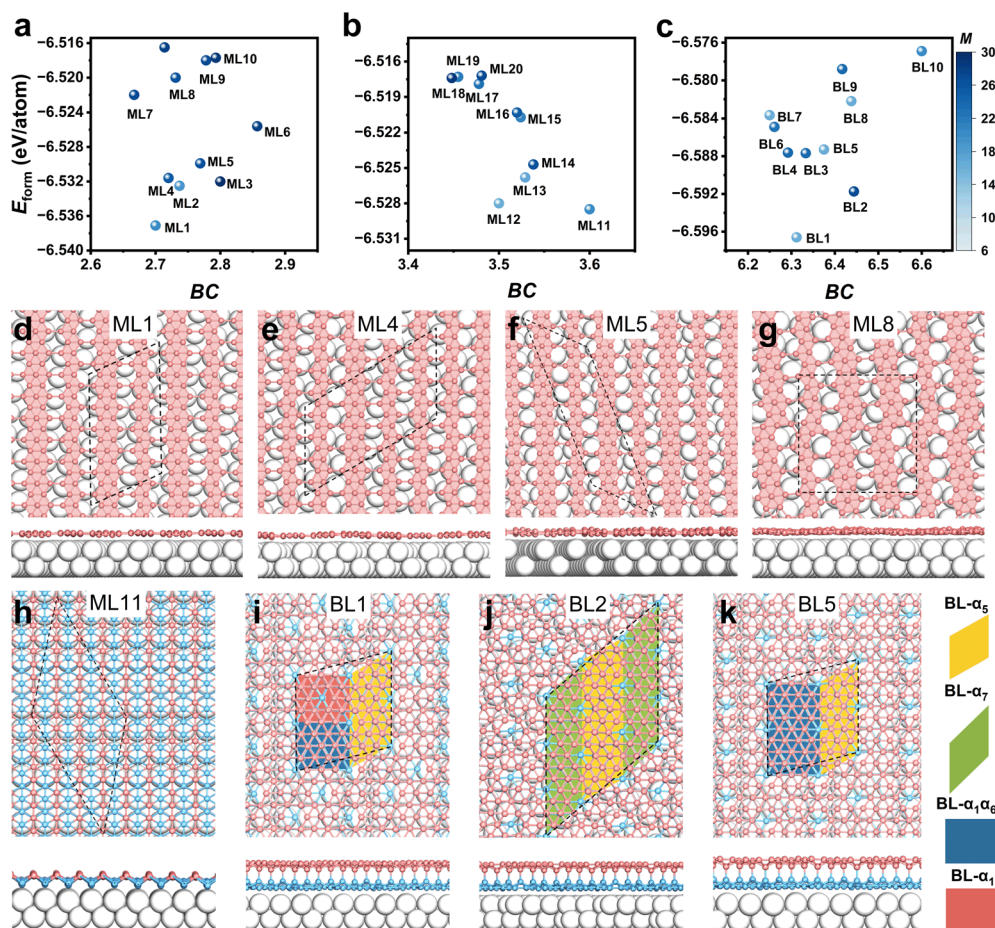 a
−6.516
−6.520
−6.524
−6.528
−6.532
−6.536
−6.540
E_form (eV/atom)
ML10
ML9
ML8
ML7
ML6
ML5
ML4
ML3
ML2
ML1
2.6 2.7 2.8 2.9
BC
b
−6.516
−6.519
−6.522
−6.525
−6.528
−6.531
ML19
ML20
ML18
ML17
ML16
ML15
ML14
ML13
ML12
ML11
3.4 3.5 3.6
BC
c
−6.576
−6.580
−6.584
−6.588
−6.592
−6.596
BL10
BL9
BL8
BL7
BL6
BL5
BL4
BL3
BL2
BL1
6.2 6.3 6.4 6.5 6.6
BC
M
30
26
22
18
14
10
6
d ML1
e ML4
f ML5
g ML8
h ML11
i BL1
j BL2
k BL5
BL-α₅
BL-α₇
BL-α₁α₆
BL-α₁